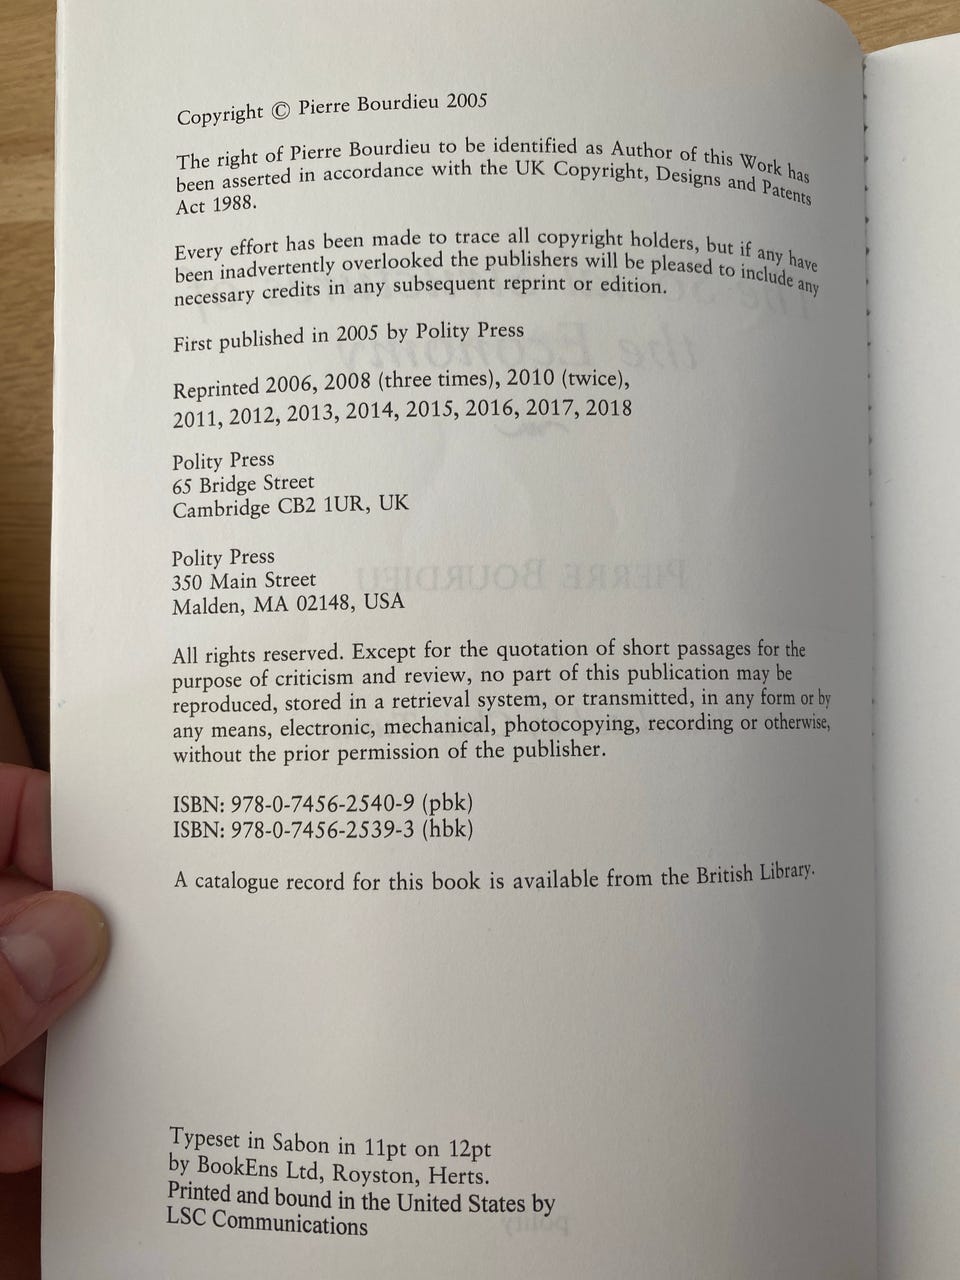 Copyright © Pierre Bourdieu 2005
The right of Pierre Bourdieu to be identified as Author of this Work has
been asserted in accordance with the UK Copyright, Designs and Patents
Act 1988.
Every effort has been made to trace all copyright holders, but if any have
been inadvertently overlooked the publishers will be pleased to include any
necessary credits in any subsequent reprint or edition.
First published in 2005 by Polity Press
Reprinted 2006, 2008 (three times), 2010 (twice),
2011, 2012, 2013, 2014, 2015, 2016, 2017, 2018
Polity Press
65 Bridge Street
Cambridge CB2 1UR, UK
Polity Press
350 Main Street
Malden, MA 02148, USA
All rights reserved. Except for the quotation of short passages for the
purpose of criticism and review, no part of this publication may be
reproduced, stored in a retrieval system, or transmitted, in any form or by
any means, electronic, mechanical, photocopying, recording or otherwise,
without the prior permission of the publisher.
ISBN: 978-0-7456-2540-9 (pbk)
ISBN: 978-0-7456-2539-3 (hbk)
A catalogue record for this book is available from the British Library.
Typeset in Sabon in 11pt on 12pt
by BookEns Ltd, Royston, Herts.
Printed and bound in the United States by
LSC Communications